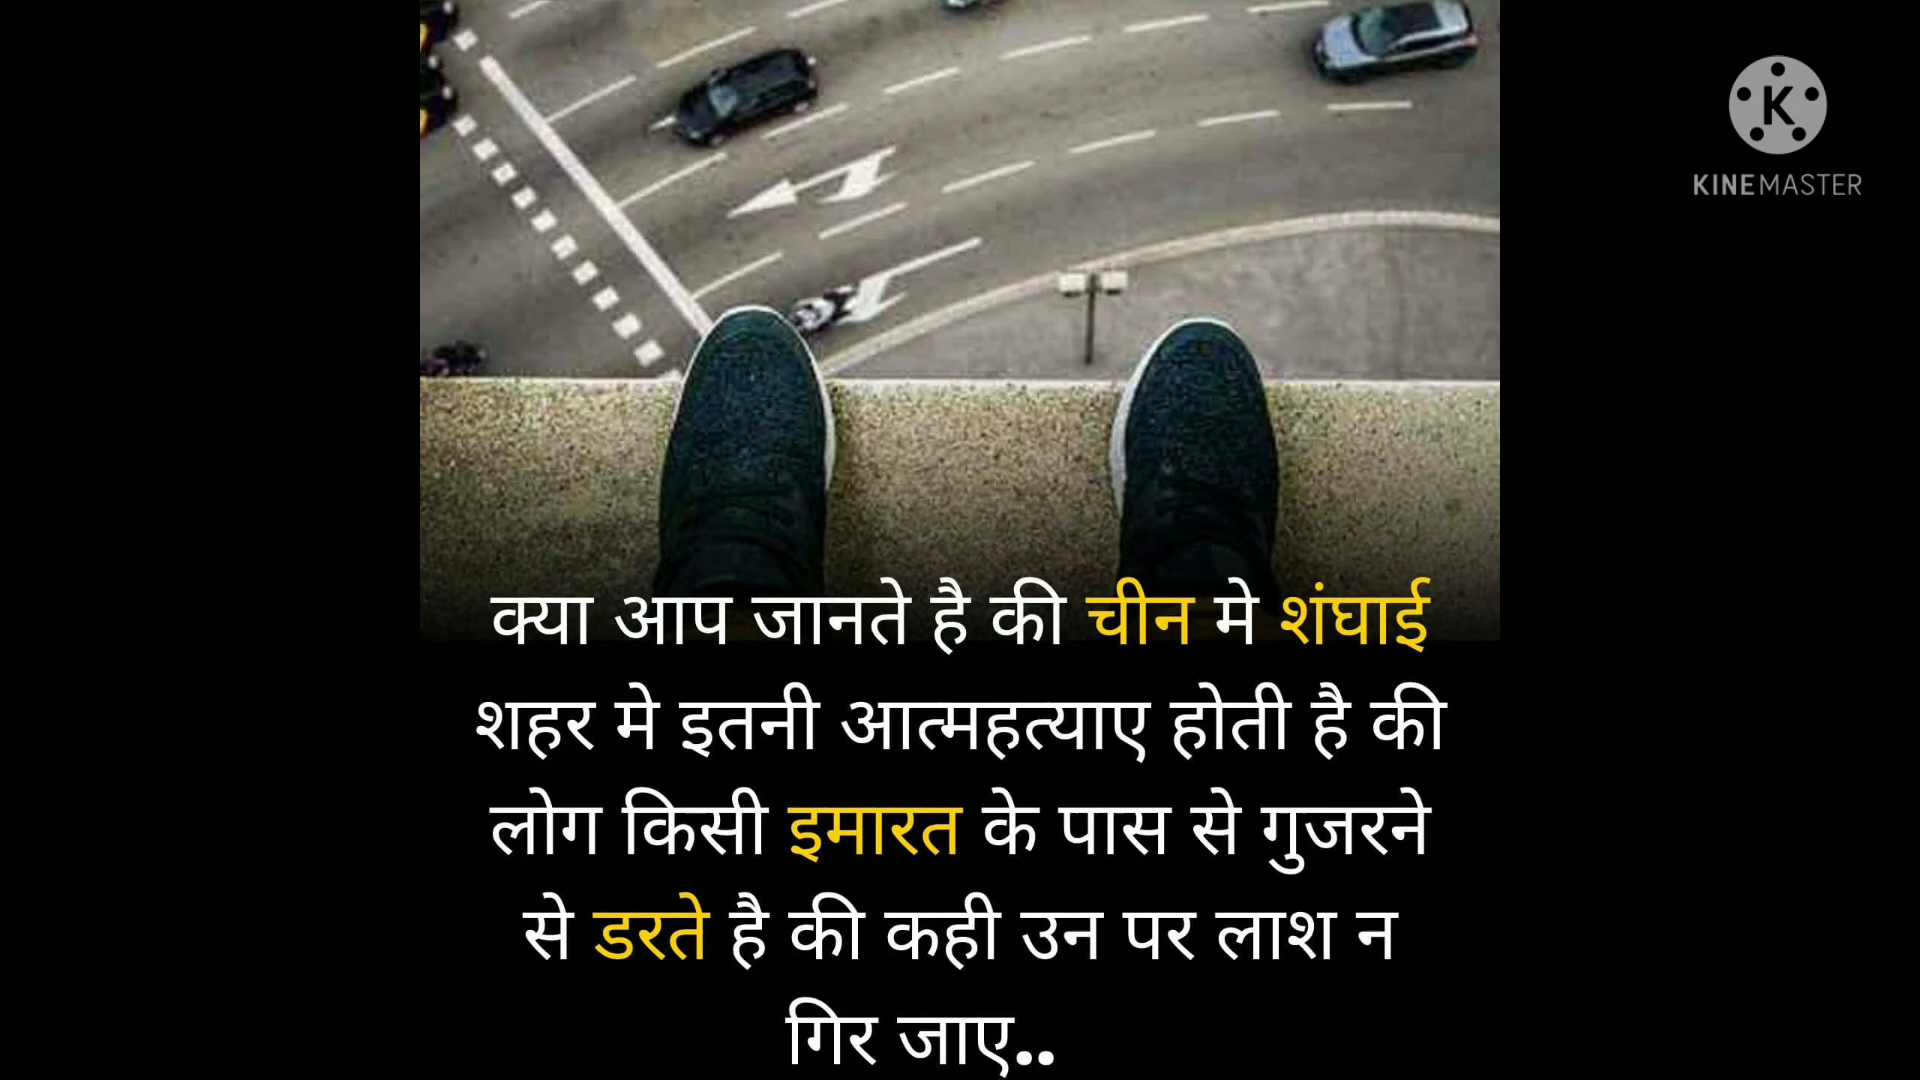 K
KINEMASTER
क्या आप जानते है की चीन मे शंघाई
शहर मे इतनी आत्महत्याए होती है की
लोग किसी इमारत के पास से गुजरने
से डरते है की कही उन पर लाश न
गिर जाए..